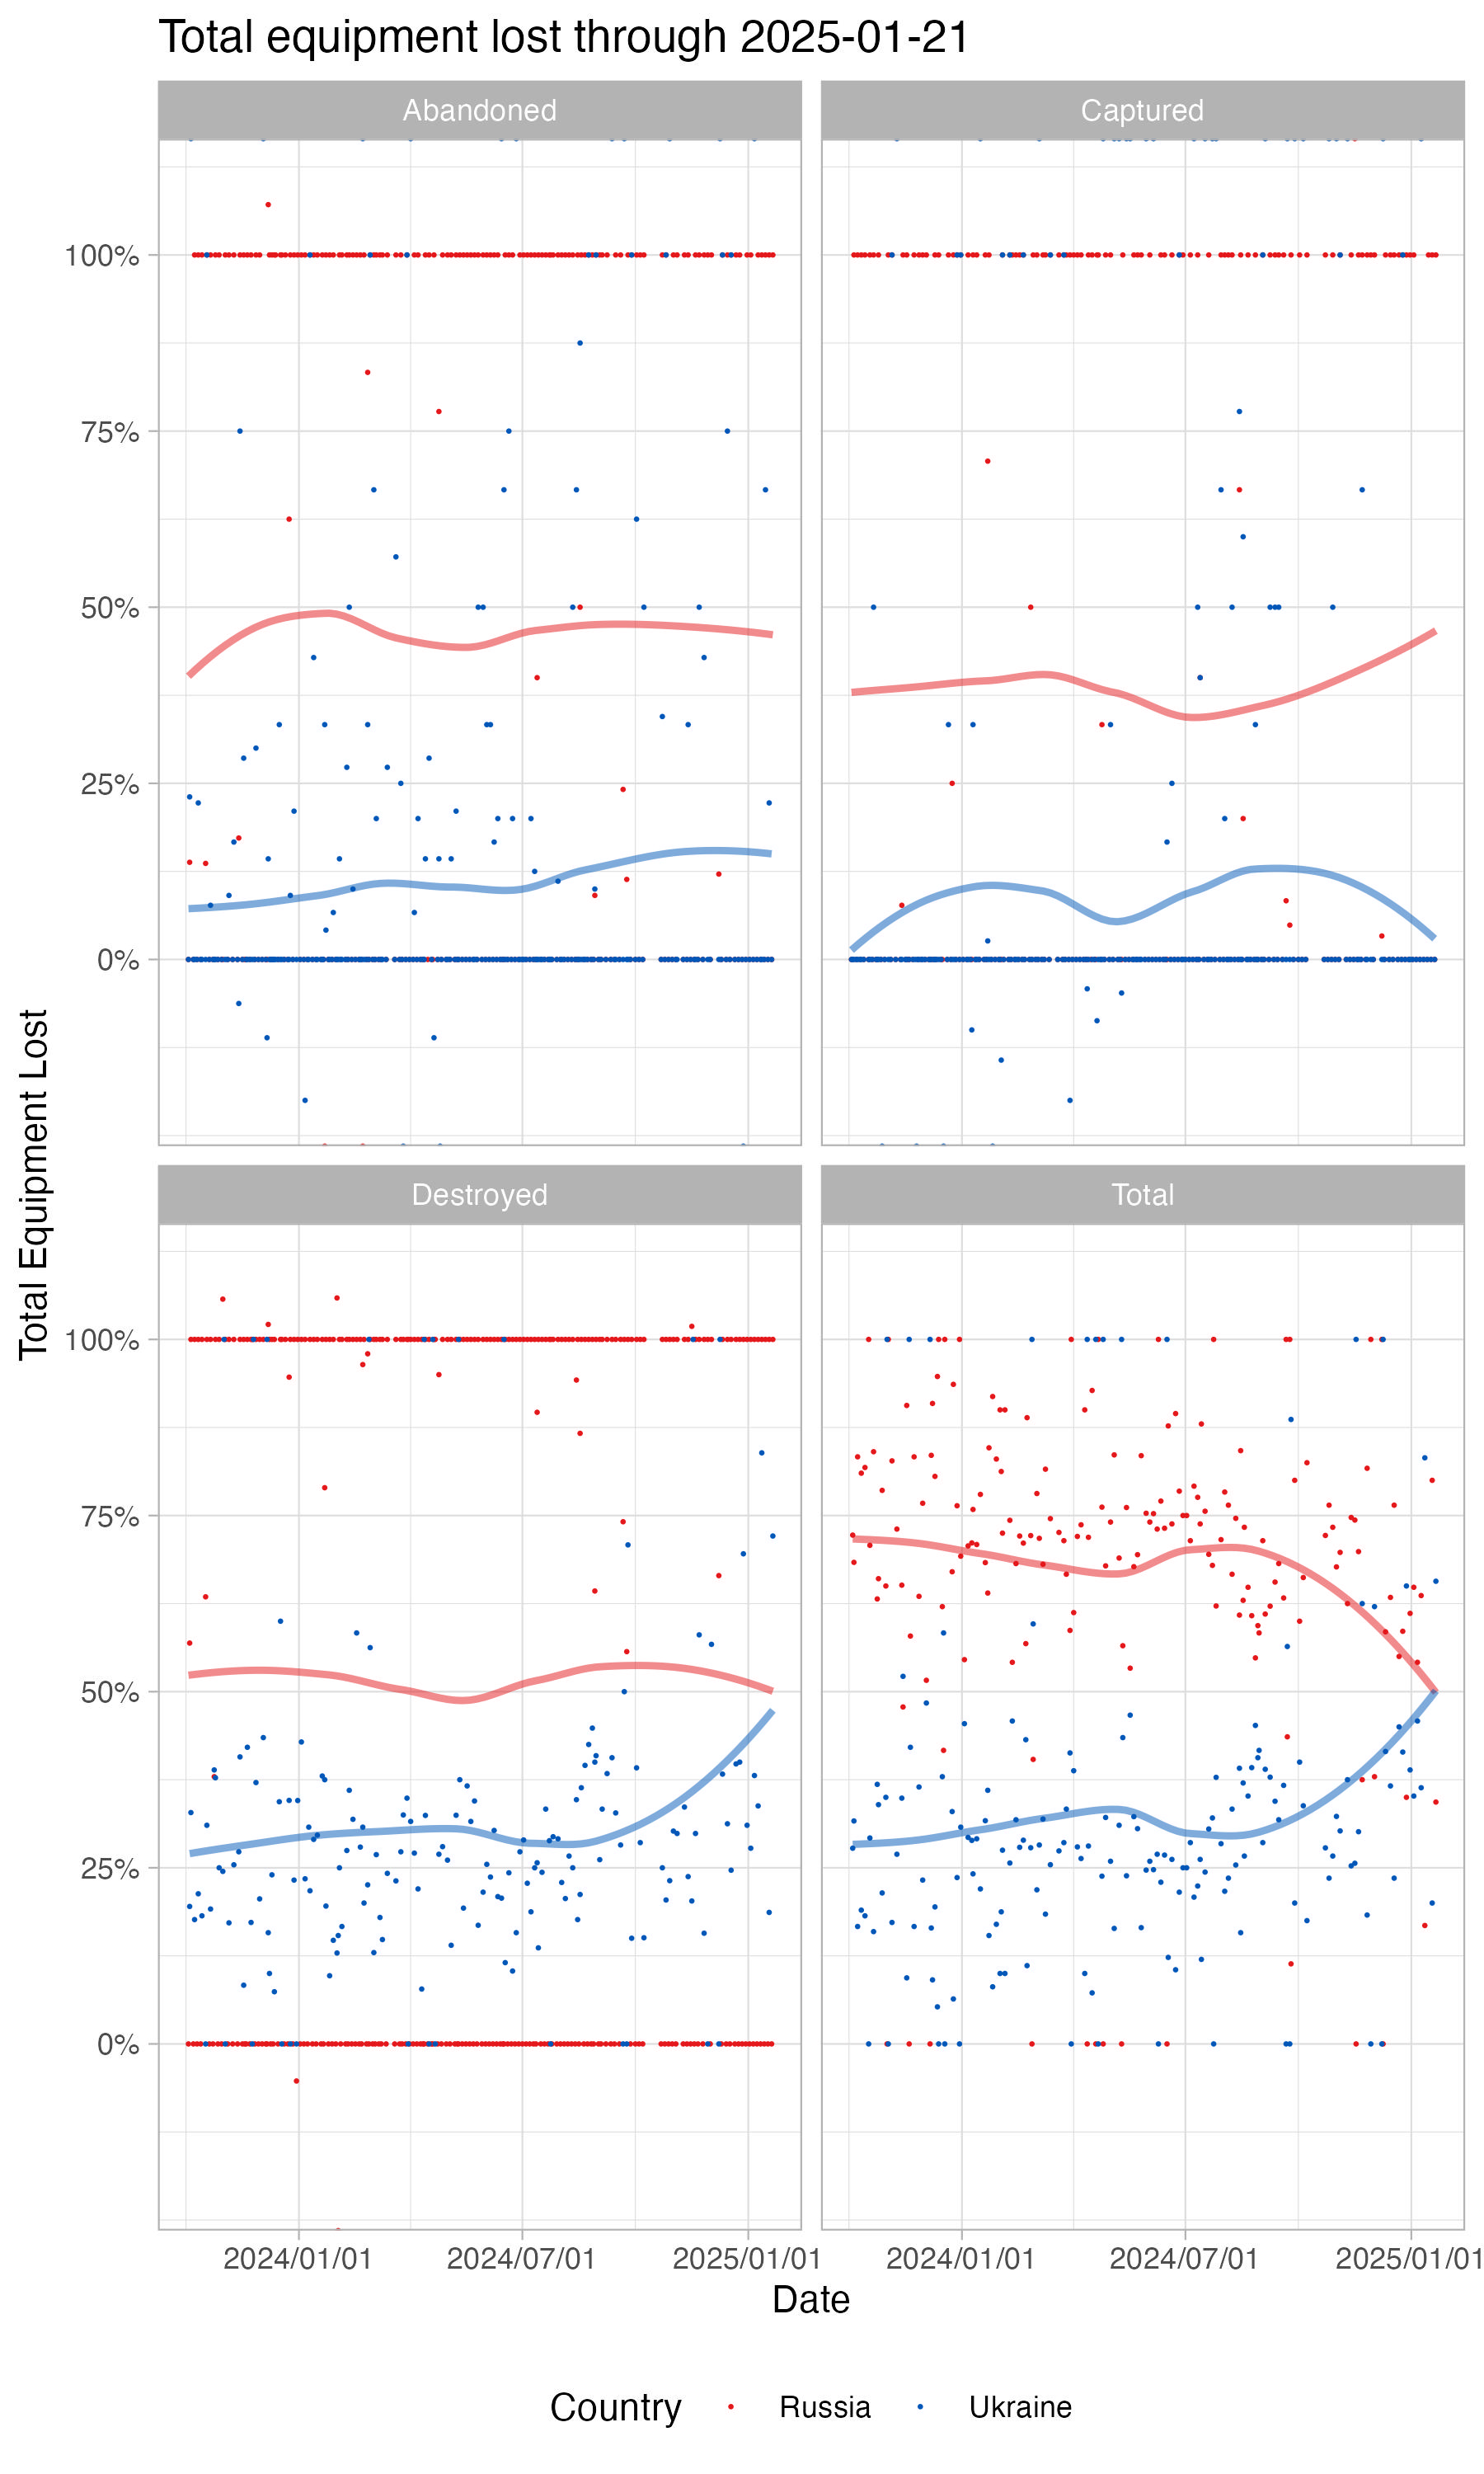 Total equipment lost through 2025-01-21
Abandoned
Captured
100%
75%
50%
25%
0%
Destroyed
Total
100%
75%
50%
25%
0%
Total Equipment Lost
2024/01/01
2024/07/01
2025/01/01
2024/01/01
2024/07/01
2025/01/01
Date
Country
Russia
Ukraine